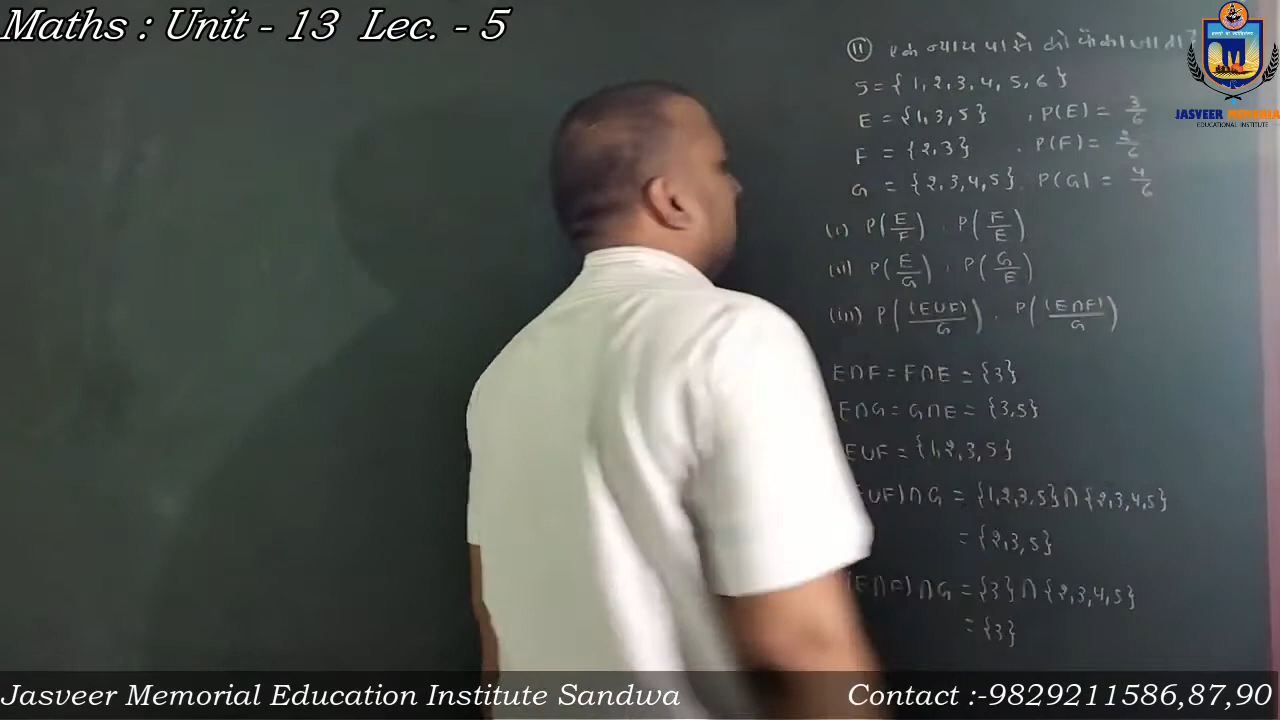 Maths : Unit - 13 Lec. - 5
JASVEER MEMORIA
EDUCATIONAL INSTITUTE
(11) एक न्याय पासे को फेंका जाता है
S = { 1, 2, 3, 4, 5, 6 }
E = {1, 3, 5} , P(E) = 3/6
F = {2, 3} , P(F) = 2/6
G = {2, 3, 4, 5}, P(G) = 4/6
(i) P(E/F) , P(F/E)
(ii) P(E/G) , P(G/E)
(iii) P((E∪F)/G) , P((E∩F)/G)
E∩F = F∩E = {3}
E∩G = G∩E = {3,5}
E∪F = {1,2,3,5}
∪F)∩G = {1,2,3,5}∩{2,3,4,5}
= {2,3,5}
(E∩F)∩G = {3}∩{2,3,4,5}
= {3}
Jasveer Memorial Education Institute Sandwa
Contact :-9829211586,87,90